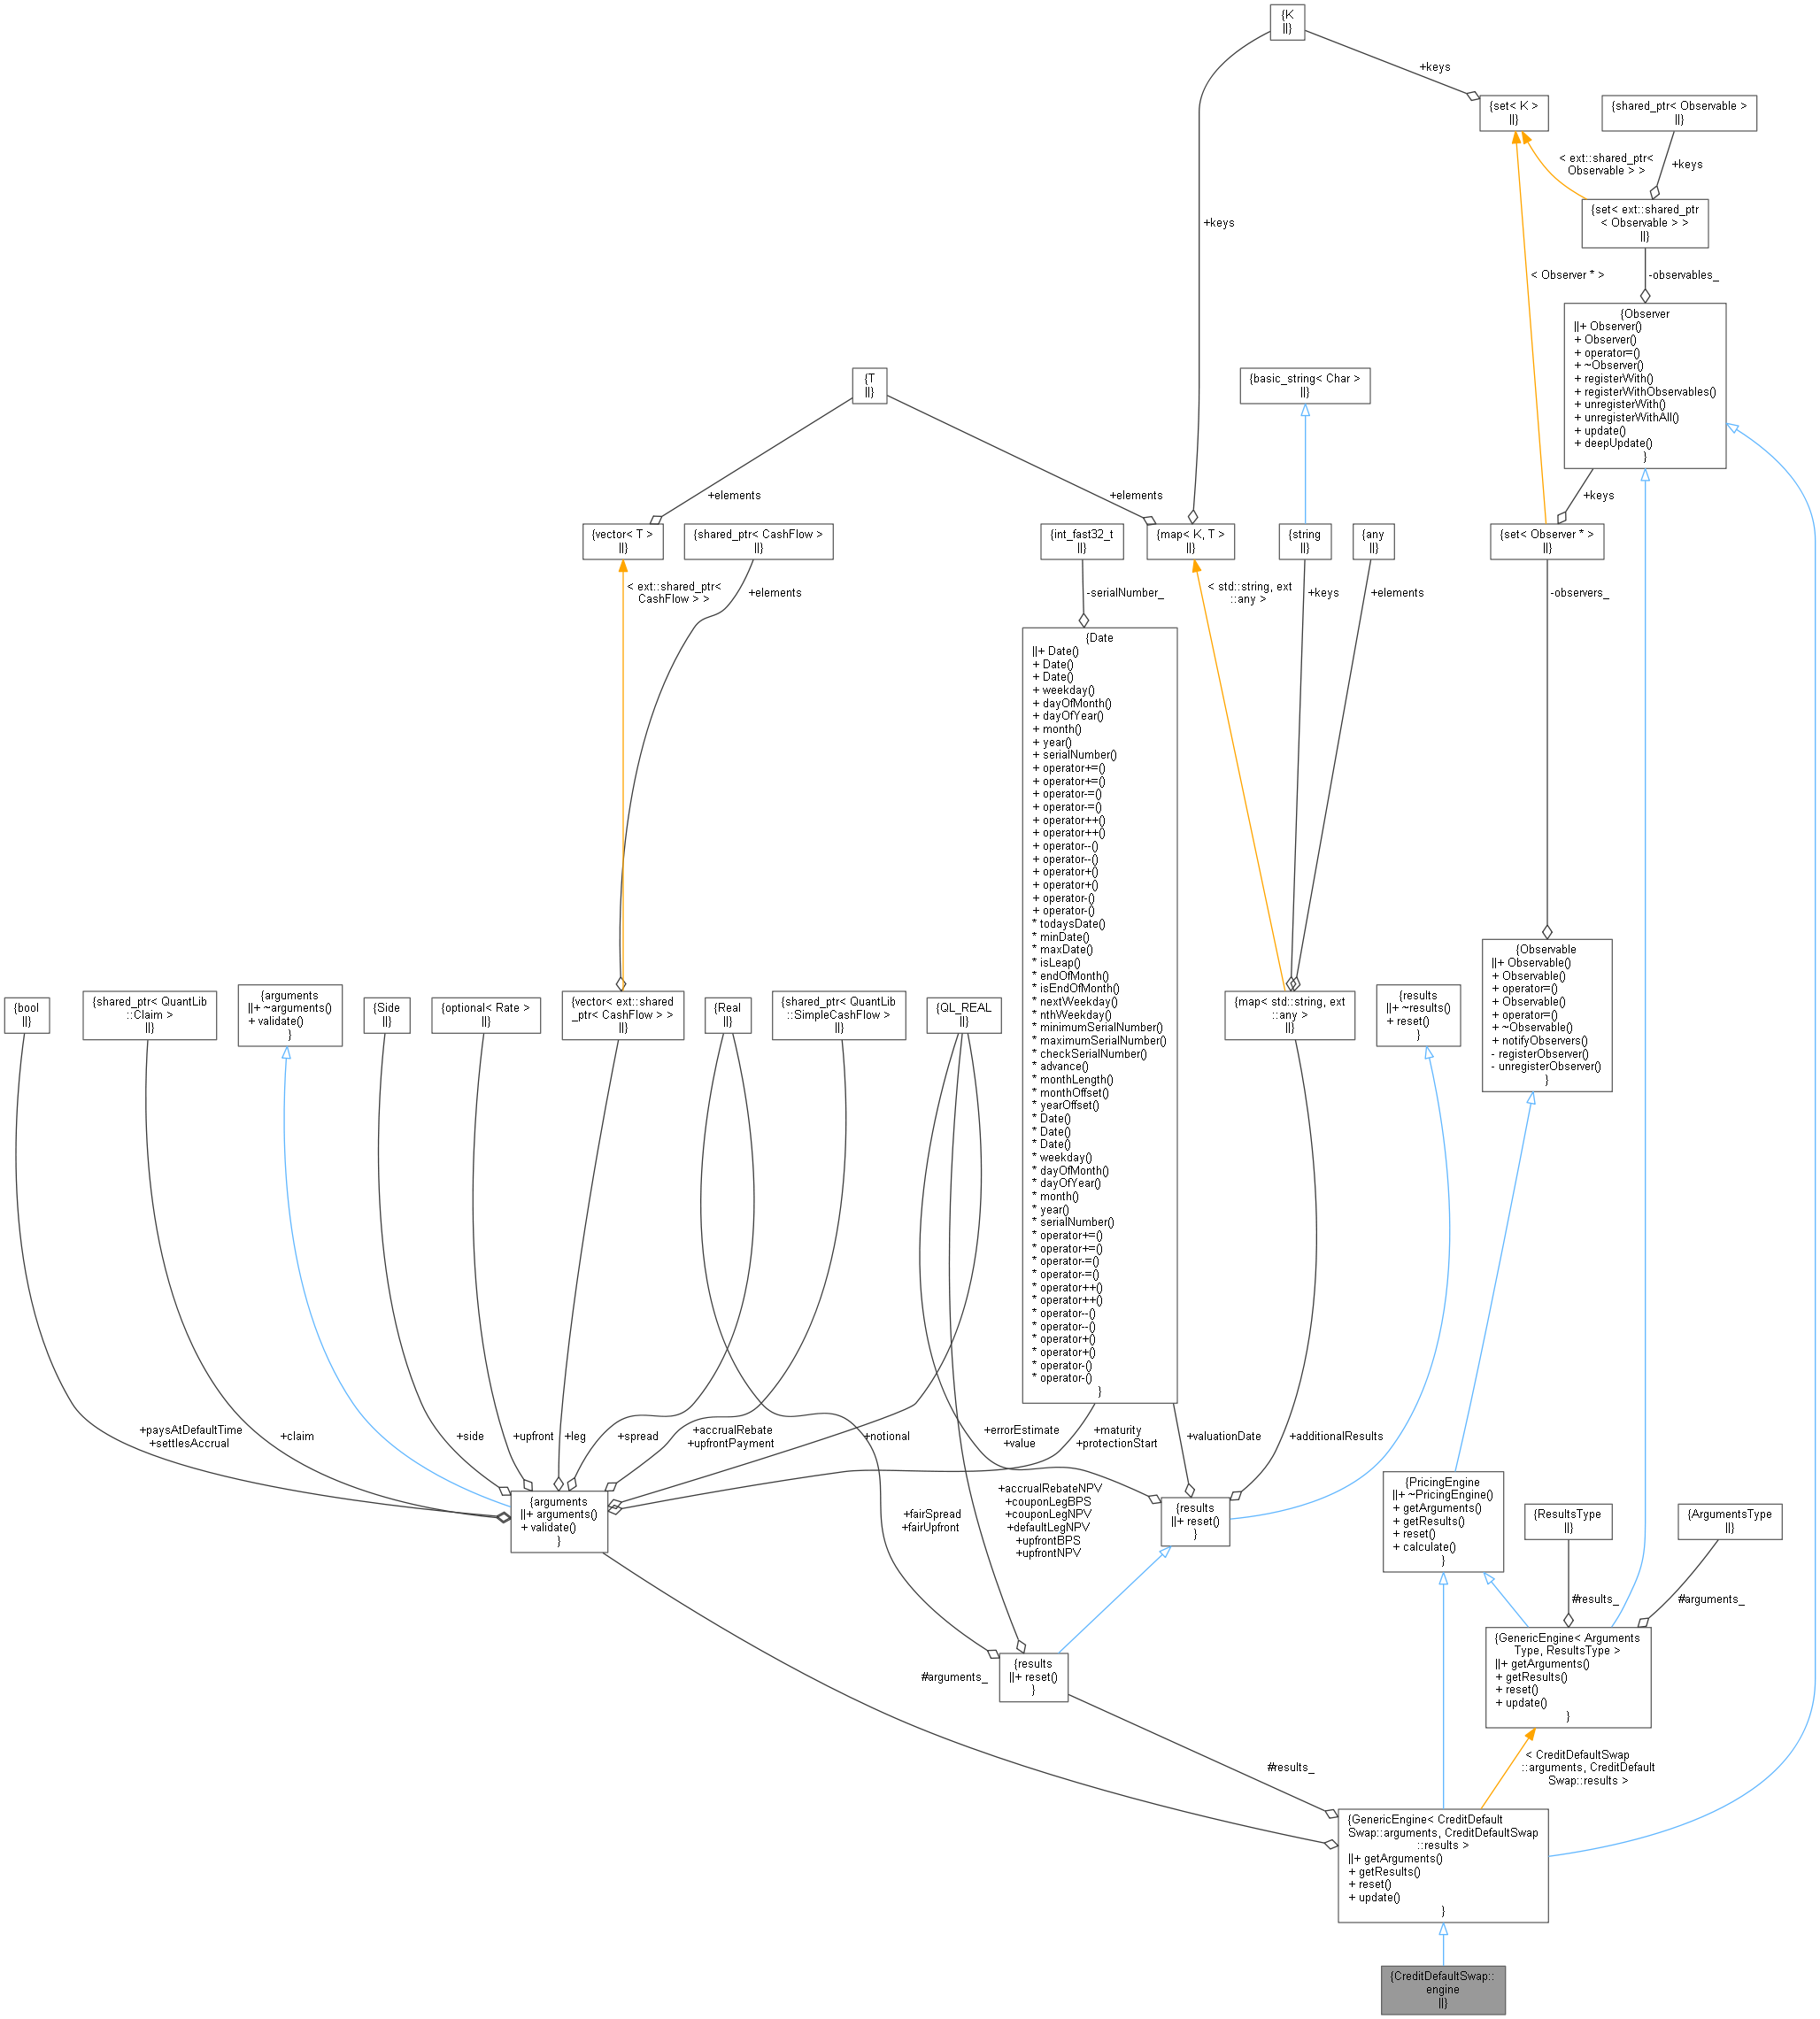 {K
||}
+keys
{set< K >
||}
{shared_ptr< Observable >
||}
< ext::shared_ptr<
Observable > >
+keys
{set< ext::shared_ptr
< Observable > >
||}
+keys
< Observer * >
-observables_
{Observer
||+ Observer()
+ Observer()
+ operator=()
+ ~Observer()
+ registerWith()
+ registerWithObservables()
+ unregisterWith()
+ unregisterWithAll()
+ update()
+ deepUpdate()
}
{T
||}
{basic_string< Char >
||}
+elements
+elements
+keys
{vector< T >
||}
{shared_ptr< CashFlow >
||}
{int_fast32_t
||}
{map< K, T >
||}
{string
||}
{any
||}
{set< Observer * >
||}
< ext::shared_ptr<
CashFlow > >
+elements
-serialNumber_
< std::string, ext
::any >
+keys
+elements
-observers_
{Date
||+ Date()
+ Date()
+ Date()
+ weekday()
+ dayOfMonth()
+ dayOfYear()
+ month()
+ year()
+ serialNumber()
+ operator+=()
+ operator+=()
+ operator-=()
+ operator-=()
+ operator++()
+ operator++()
+ operator--()
+ operator--()
+ operator+()
+ operator+()
+ operator-()
+ operator-()
* todaysDate()
* minDate()
* maxDate()
* isLeap()
* endOfMonth()
* isEndOfMonth()
* nextWeekday()
* nthWeekday()
* minimumSerialNumber()
* maximumSerialNumber()
* checkSerialNumber()
* advance()
* monthLength()
* monthOffset()
* yearOffset()
* Date()
* Date()
* Date()
* weekday()
* dayOfMonth()
* dayOfYear()
* month()
* year()
* serialNumber()
* operator+=()
* operator+=()
* operator-=()
* operator-=()
* operator++()
* operator++()
* operator--()
* operator--()
* operator+()
* operator+()
* operator-()
* operator-()
}
{bool
||}
{shared_ptr< QuantLib
::Claim >
||}
{arguments
||+ ~arguments()
+ validate()
}
{Side
||}
{optional< Rate >
||}
{vector< ext::shared
_ptr< CashFlow > >
||}
{Real
||}
{shared_ptr< QuantLib
::SimpleCashFlow >
||}
{QL_REAL
||}
{map< std::string, ext
::any >
||}
{results
||+ ~results()
+ reset()
}
{Observable
||+ Observable()
+ Observable()
+ operator=()
+ Observable()
+ operator=()
+ ~Observable()
+ notifyObservers()
- registerObserver()
- unregisterObserver()
}
+paysAtDefaultTime
+settlesAccrual
+claim
+side
+upfront
+leg
+spread
+accrualRebate
+upfrontPayment
+notional
+errorEstimate
+value
+maturity
+protectionStart
+valuationDate
+additionalResults
{arguments
||+ arguments()
+ validate()
}
+fairSpread
+fairUpfront
+accrualRebateNPV
+couponLegBPS
+couponLegNPV
+defaultLegNPV
+upfrontBPS
+upfrontNPV
{results
||+ reset()
}
{PricingEngine
||+ ~PricingEngine()
+ getArguments()
+ getResults()
+ reset()
+ calculate()
}
{ResultsType
||}
{ArgumentsType
||}
#results_
#arguments_
{GenericEngine< Arguments
Type, ResultsType >
||+ getArguments()
+ getResults()
+ reset()
+ update()
}
#arguments_
{results
||+ reset()
}
#results_
< CreditDefaultSwap
::arguments, CreditDefault
Swap::results >
{GenericEngine< CreditDefault
Swap::arguments, CreditDefaultSwap
::results >
||+ getArguments()
+ getResults()
+ reset()
+ update()
}
{CreditDefaultSwap::
engine
||}